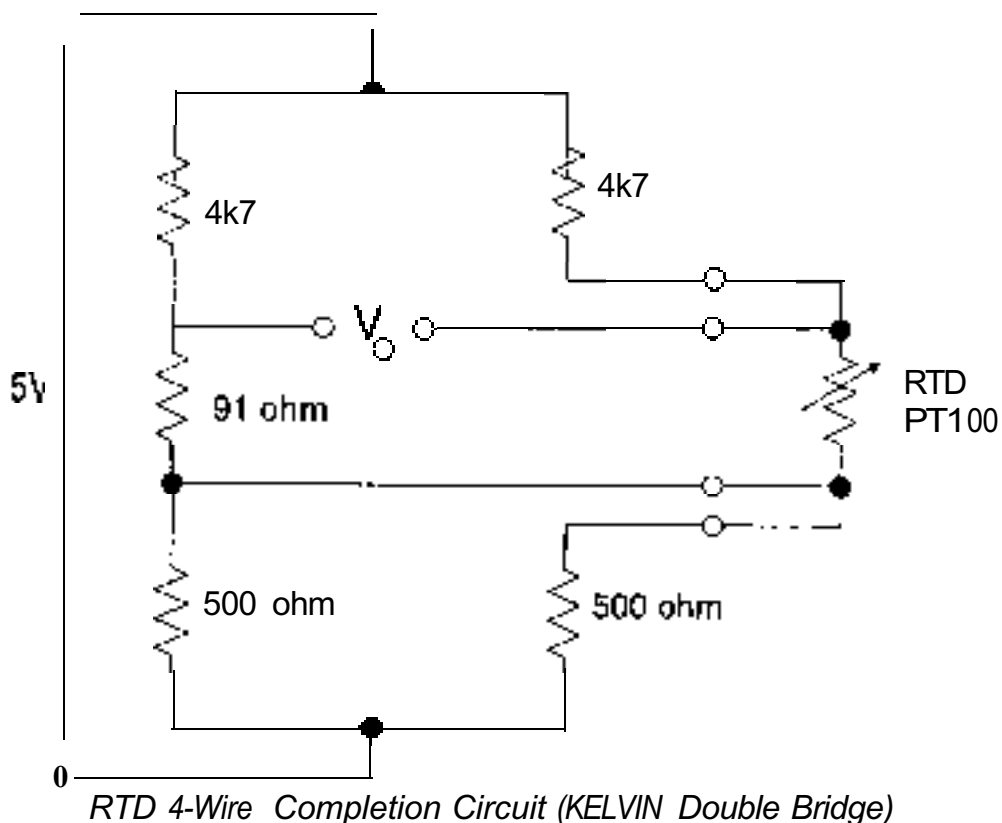 4k7
4k7
Vo
5V
91 ohm
RTD
PT100
500 ohm
500 ohm
0
RTD 4-Wire Completion Circuit (KELVIN Double Bridge)